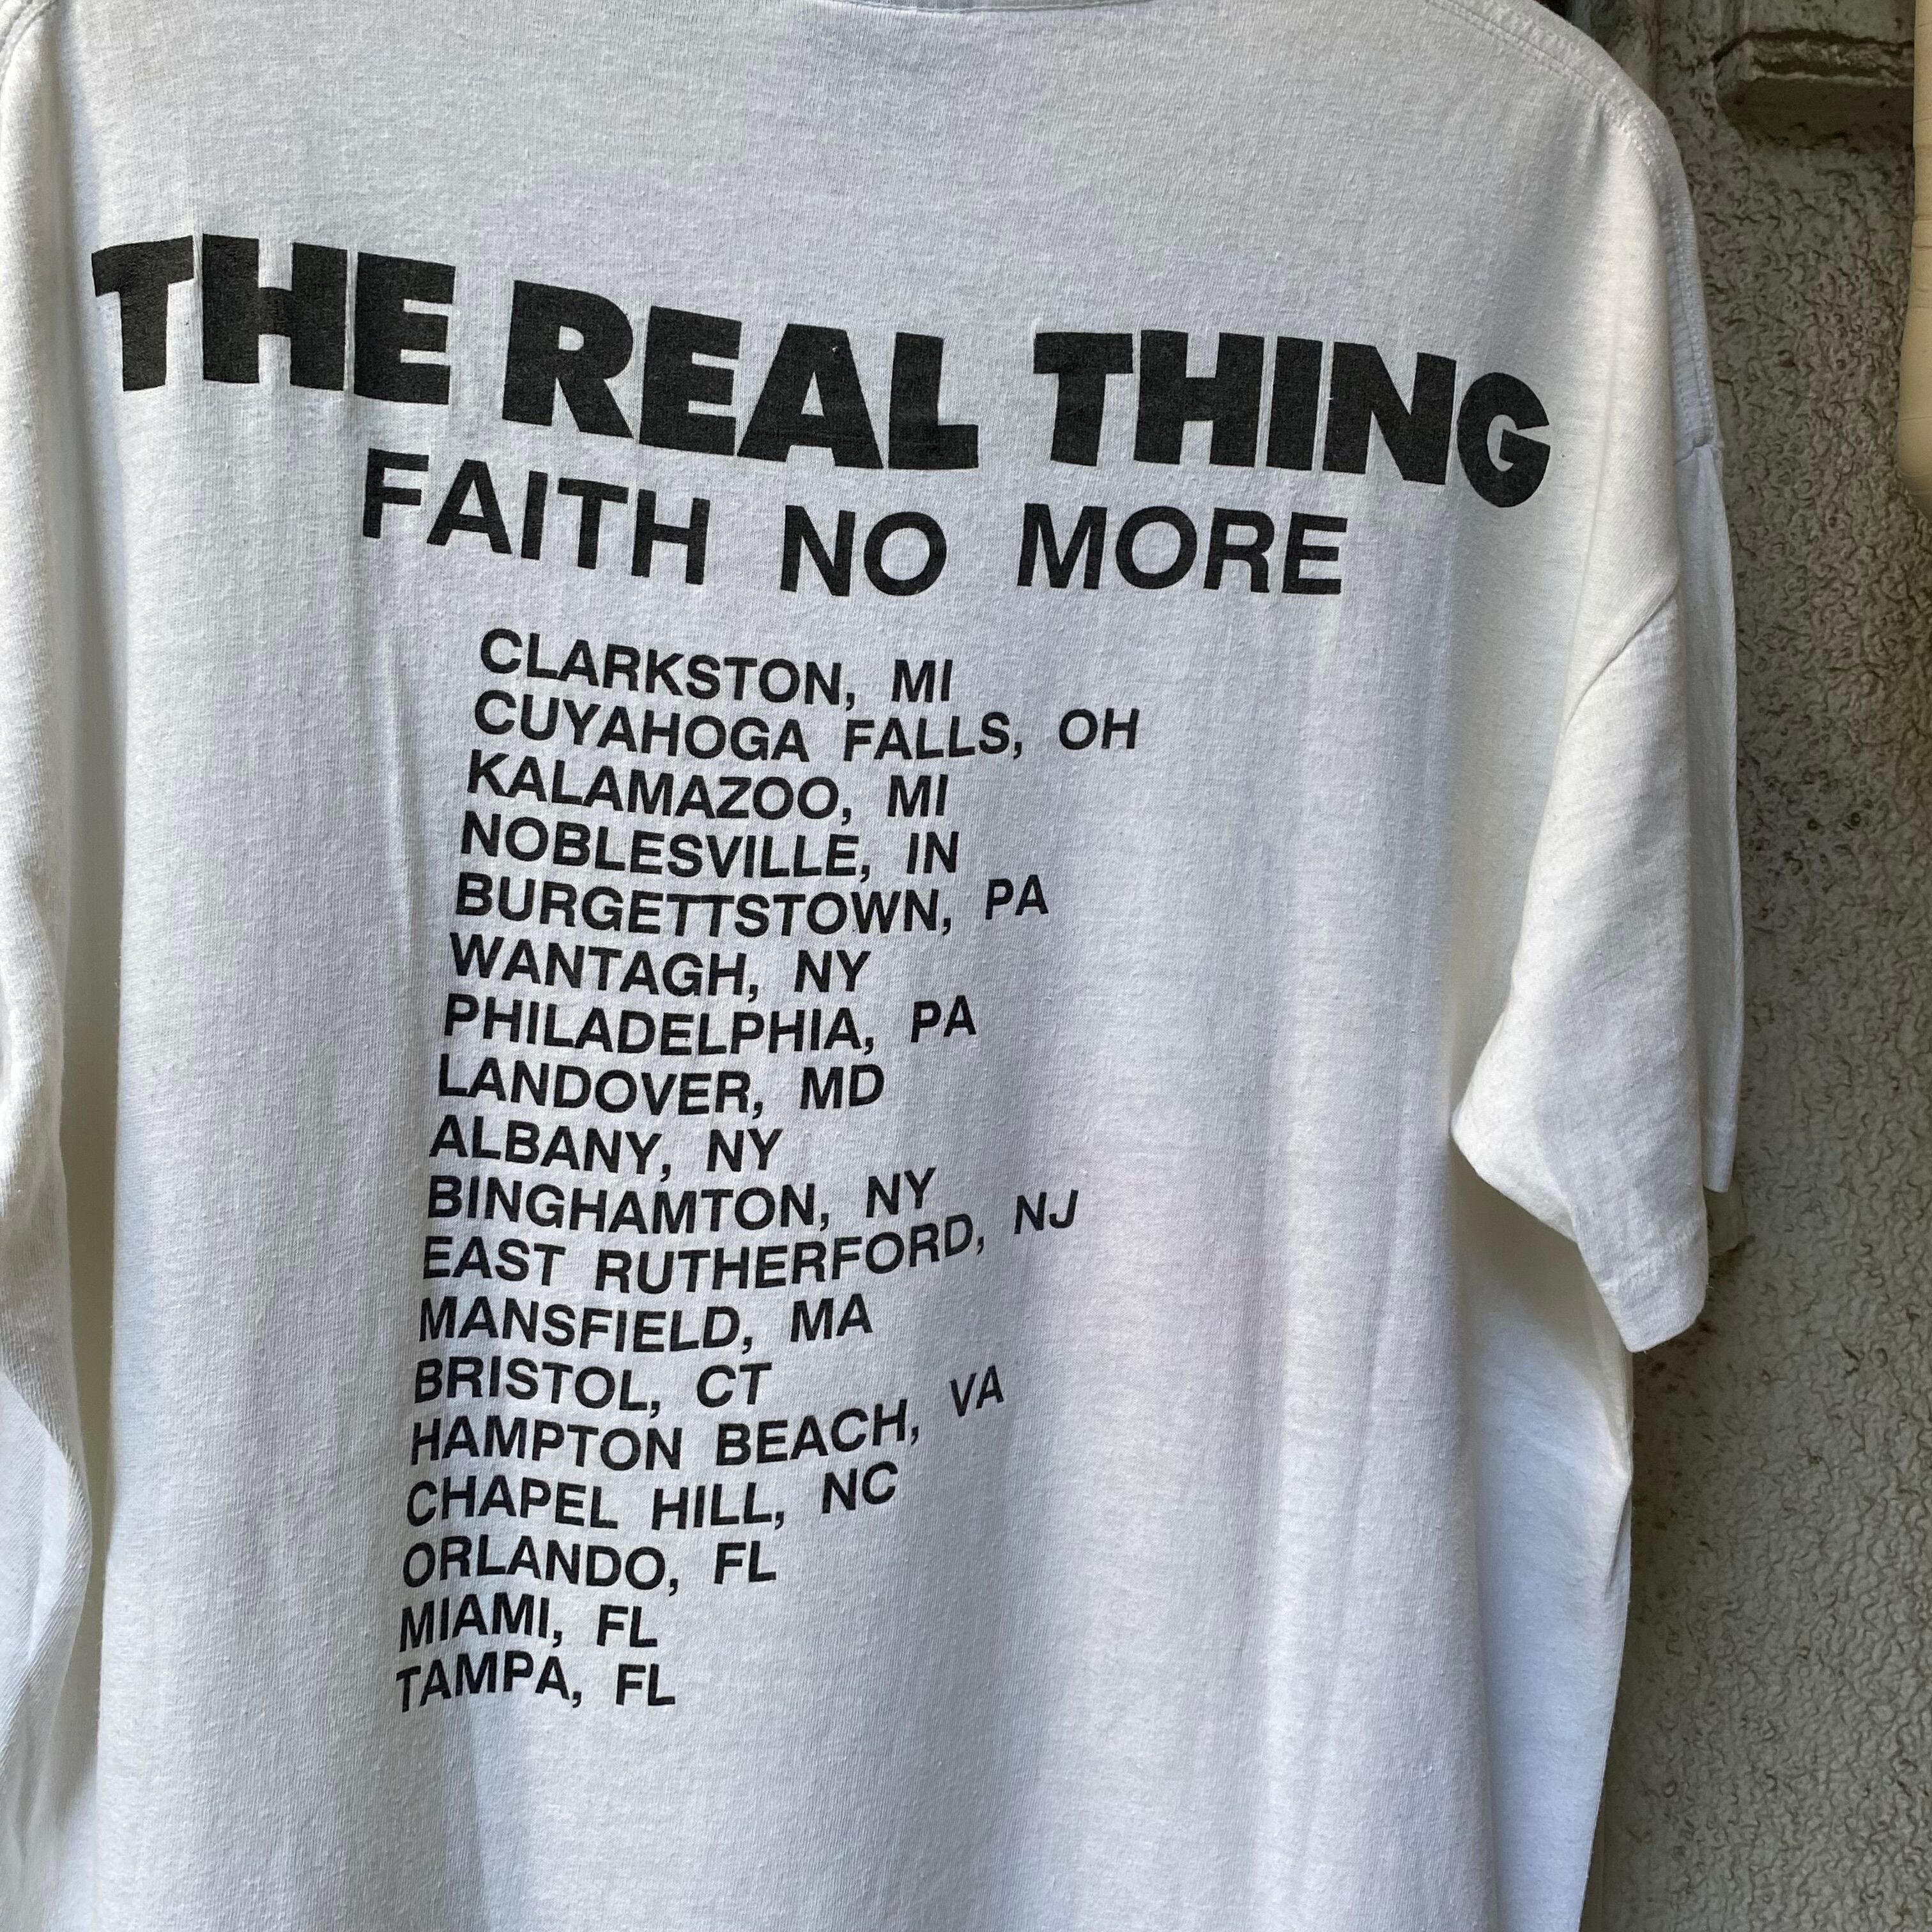 THE REAL THING
FAITH NO MORE
CLARKSTON, MI
CUYAHOGA FALLS, OH
KALAMAZOO, MI
NOBLESVILLE, IN
BURGETTSTOWN, PA
WANTAGH, NY
PHILADELPHIA, PA
LANDOVER, MD
ALBANY, NY
BINGHAMTON, NY
EAST RUTHERFORD, NJ
MANSFIELD, MA
BRISTOL, CT
HAMPTON BEACH, VA
CHAPEL HILL, NC
ORLANDO, FL
MIAMI, FL
TAMPA, FL